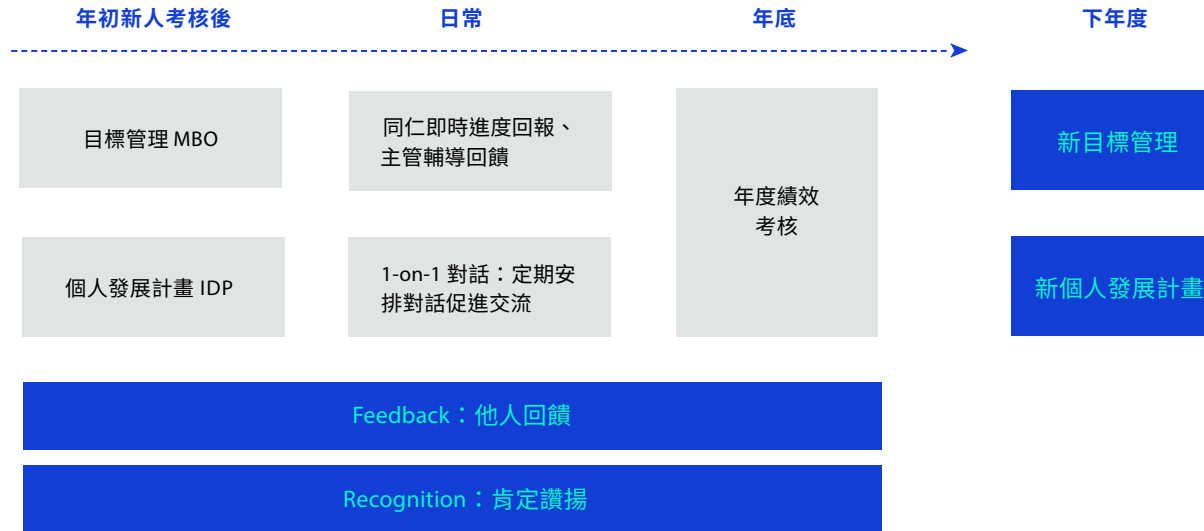 年初新人考核後
日常
年底
下年度
目標管理 MBO
同仁即時進度回報、
主管輔導回饋
年度績效
考核
新目標管理
個人發展計畫 IDP
1-on-1 對話：定期安
排對話促進交流
新個人發展計畫
Feedback：他人回饋
Recognition：肯定讚揚